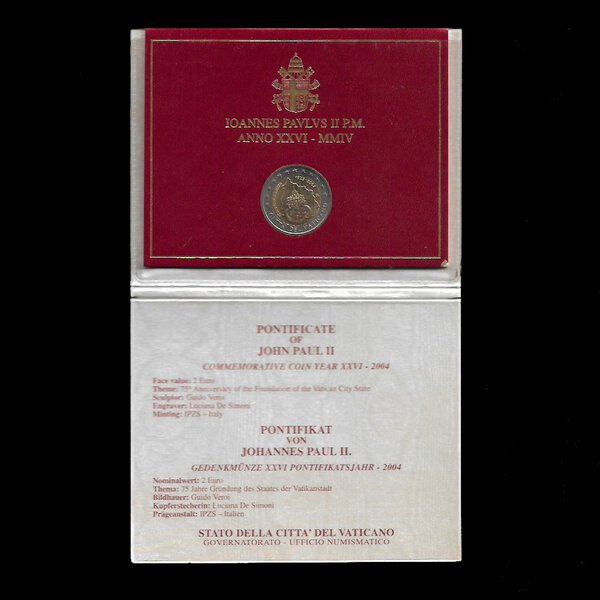 IOANNES PAVLVS II P.M.
ANNO XXVI - MMIV
1929-2004
PONTIFICATE
OF
JOHN PAUL II
COMMEMORATIVE COIN YEAR XXVI - 2004
Face value: 2 Euro
Theme: 75º Anniversary of the Foundation of the Vatican City State
Sculptor: Guido Veroi
Engraver: Luciana De Simoni
Minting: IPZS – Italy
PONTIFIKAT
VON
JOHANNES PAUL II.
GEDENKMÜNZE XXVI PONTIFIKATSJAHR - 2004
Nominalwert: 2 Euro
Thema: 75 Jahre Gründung des Staates der Vatikanstadt
Bildhauer: Guido Veroi
Kupferstecherin: Luciana De Simoni
Prägeanstalt: IPZS – Italien
STATO DELLA CITTA' DEL VATICANO
GOVERNATORATO - UFFICIO NUMISMATICO